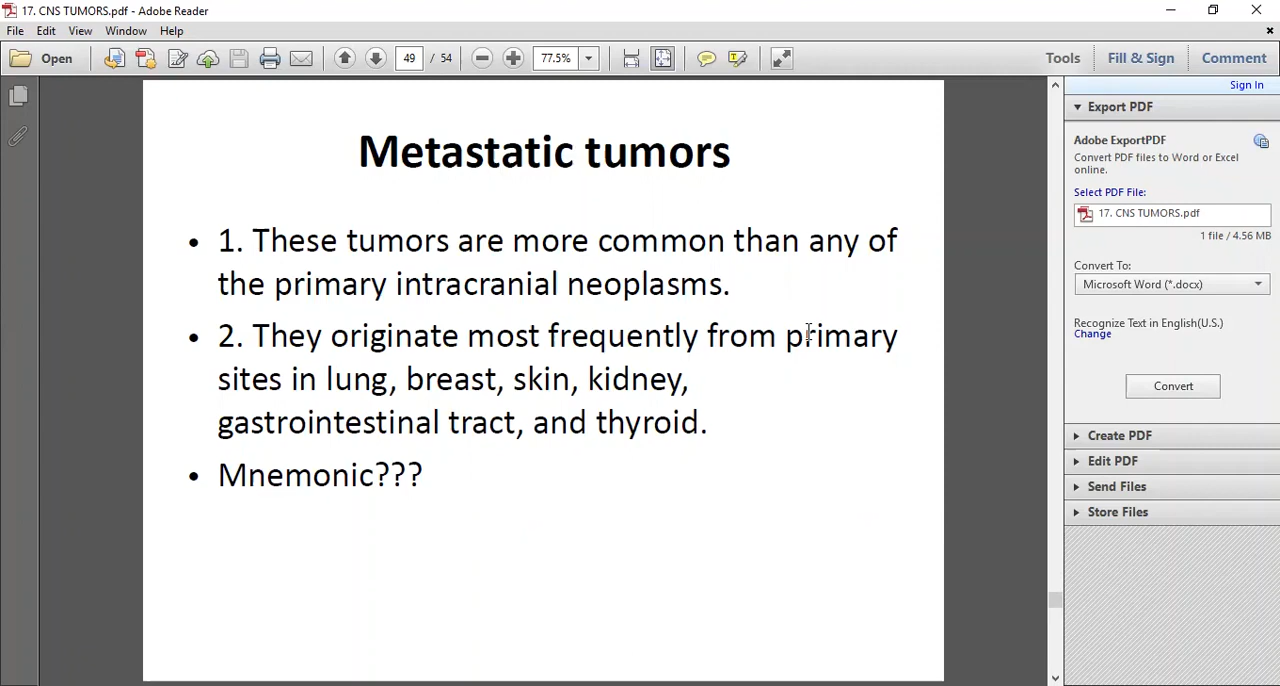 17. CNS TUMORS.pdf - Adobe Reader
File Edit View Window Help
Open 49 / 54 77.5% Tools Fill & Sign Comment
Sign In
Export PDF
Adobe ExportPDF
Convert PDF files to Word or Excel
online.
Select PDF File:
17. CNS TUMORS.pdf
1 file / 4.56 MB
Convert To:
Microsoft Word (*.docx)
Recognize Text in English(U.S.)
Change
Convert
Create PDF
Edit PDF
Send Files
Store Files
Metastatic tumors
• 1. These tumors are more common than any of
the primary intracranial neoplasms.
• 2. They originate most frequently from primary
sites in lung, breast, skin, kidney,
gastrointestinal tract, and thyroid.
• Mnemonic???